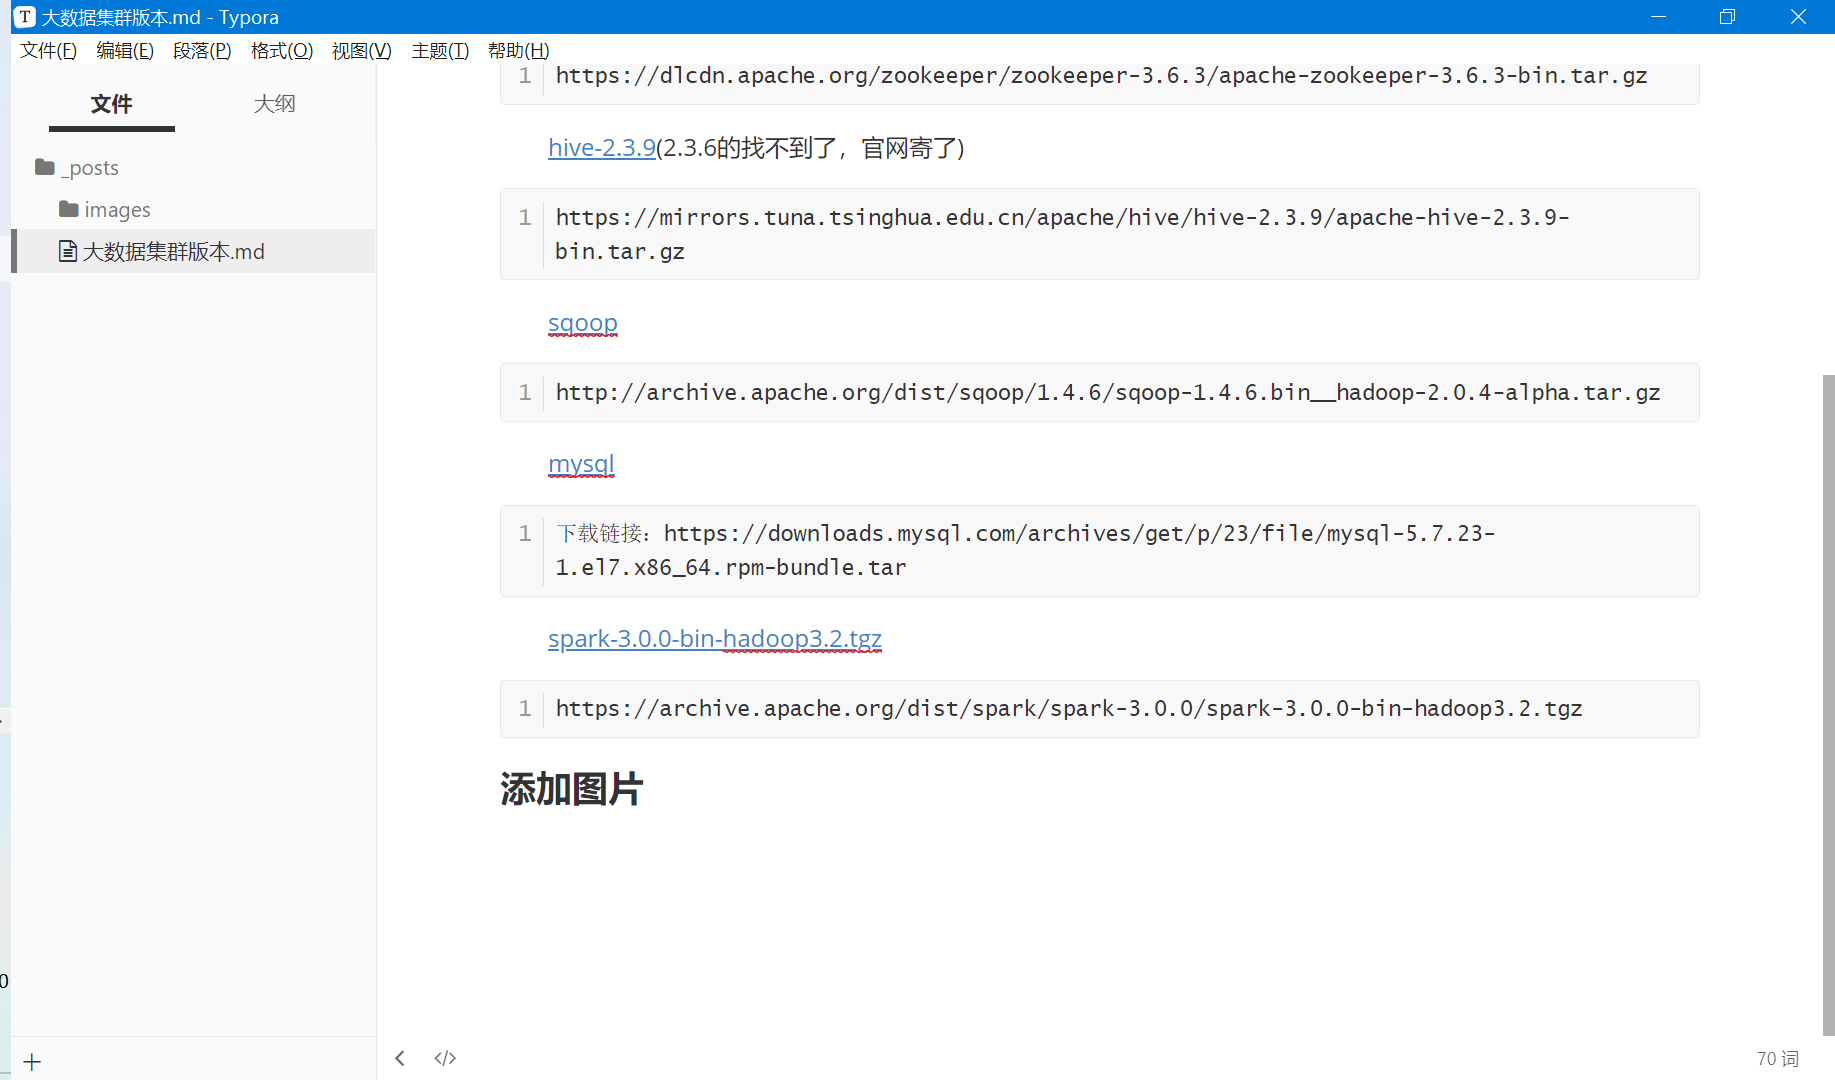 大数据集群版本.md - Typora
文件(F) 编辑(E) 段落(P) 格式(O) 视图(V) 主题(T) 帮助(H)
文件 大纲
_posts
images
大数据集群版本.md
1 https://dlcdn.apache.org/zookeeper/zookeeper-3.6.3/apache-zookeeper-3.6.3-bin.tar.gz
hive-2.3.9(2.3.6的找不到了，官网寄了)
1 https://mirrors.tuna.tsinghua.edu.cn/apache/hive/hive-2.3.9/apache-hive-2.3.9-
bin.tar.gz
sqoop
1 http://archive.apache.org/dist/sqoop/1.4.6/sqoop-1.4.6.bin__hadoop-2.0.4-alpha.tar.gz
mysql
1 下载链接：https://downloads.mysql.com/archives/get/p/23/file/mysql-5.7.23-
1.el7.x86_64.rpm-bundle.tar
spark-3.0.0-bin-hadoop3.2.tgz
1 https://archive.apache.org/dist/spark/spark-3.0.0/spark-3.0.0-bin-hadoop3.2.tgz
添加图片
0
70 词